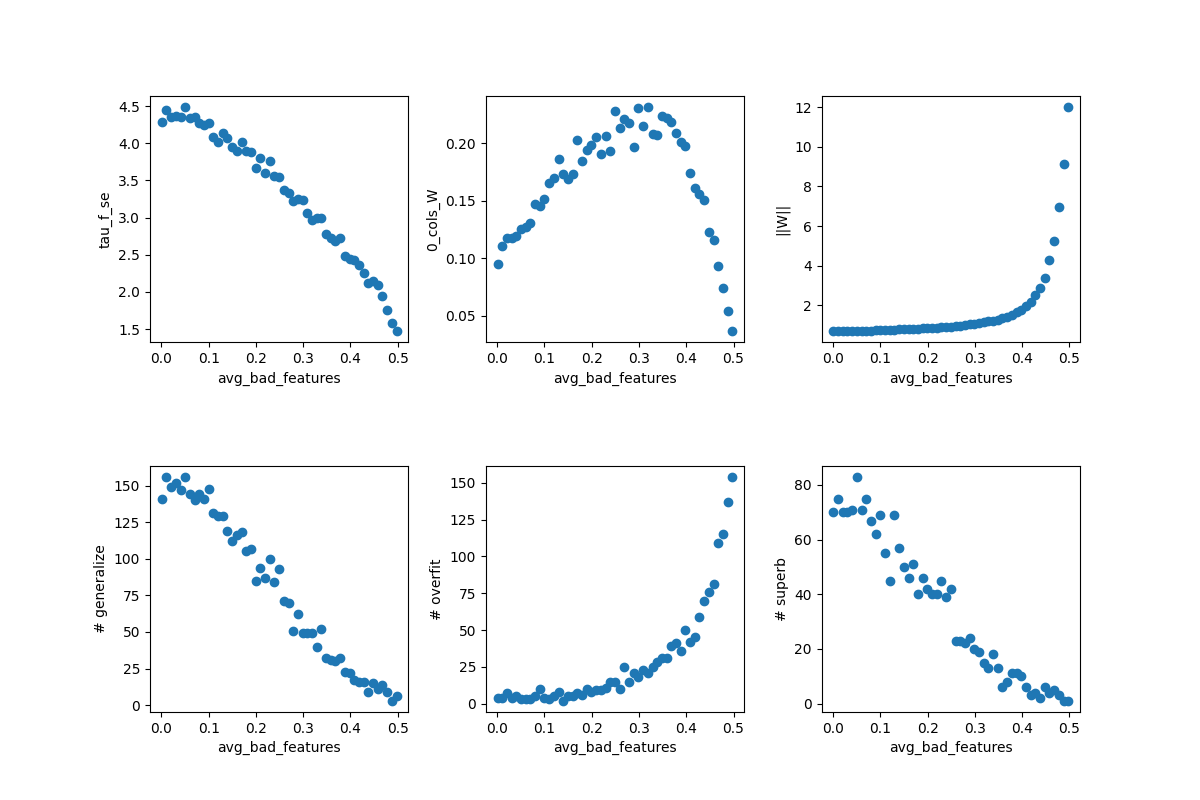 4.5
4.0
3.5
3.0
2.5
2.0
1.5
tau_f_se
0.0 0.1 0.2 0.3 0.4 0.5
avg_bad_features
0.20
0.15
0.10
0.05
0_cols_W
0.0 0.1 0.2 0.3 0.4 0.5
avg_bad_features
12
10
8
6
4
2
||W||
0.0 0.1 0.2 0.3 0.4 0.5
avg_bad_features
150
125
100
75
50
25
0
# generalize
0.0 0.1 0.2 0.3 0.4 0.5
avg_bad_features
150
125
100
75
50
25
0
# overfit
0.0 0.1 0.2 0.3 0.4 0.5
avg_bad_features
80
60
40
20
0
# superb
0.0 0.1 0.2 0.3 0.4 0.5
avg_bad_features